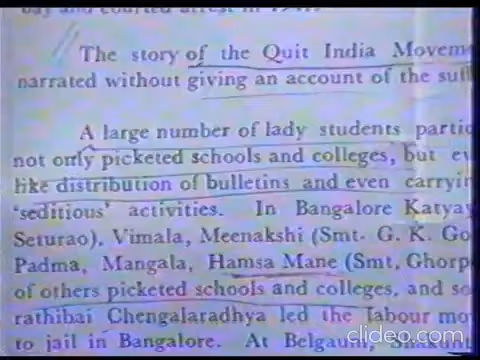 The story of the Quit India Movem
narrated without giving an account of the suf
A large number of lady students partic
not only picketed schools and colleges, but ev
like distribution of bulletins and even carryin
'seditious' activities. In Bangalore Katyay
Seturao), Vimala, Meenakshi (Smt. G. K. Go
Padma, Mangala, Hamsa Mane (Smt, Ghorp
of others picketed schools and colleges, and so
rathibai Chengalaradhya led the labour mo
to jail in Bangalore. At Belgaum,
clideo.com